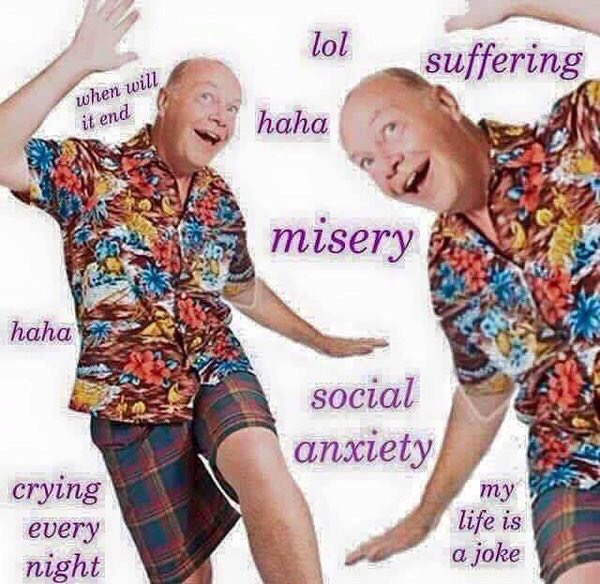 lol
suffering
when will
it end
haha
misery
haha
social
anxiety
crying
every
night
my
life is
a joke